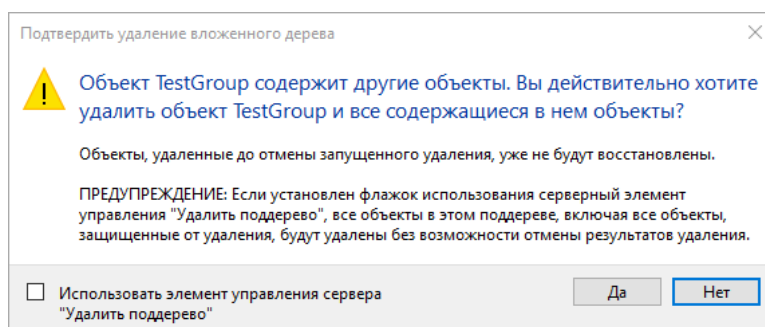 Подтвердить удаление вложенного дерева
Объект TestGroup содержит другие объекты. Вы действительно хотите
удалить объект TestGroup и все содержащиеся в нем объекты?
Объекты, удаленные до отмены запущенного удаления, уже не будут восстановлены.
ПРЕДУПРЕЖДЕНИЕ: Если установлен флажок использования серверный элемент
управления "Удалить поддерево", все объекты в этом поддереве, включая все объекты,
защищенные от удаления, будут удалены без возможности отмены результатов удаления.
Использовать элемент управления сервера
"Удалить поддерево"
Да
Нет